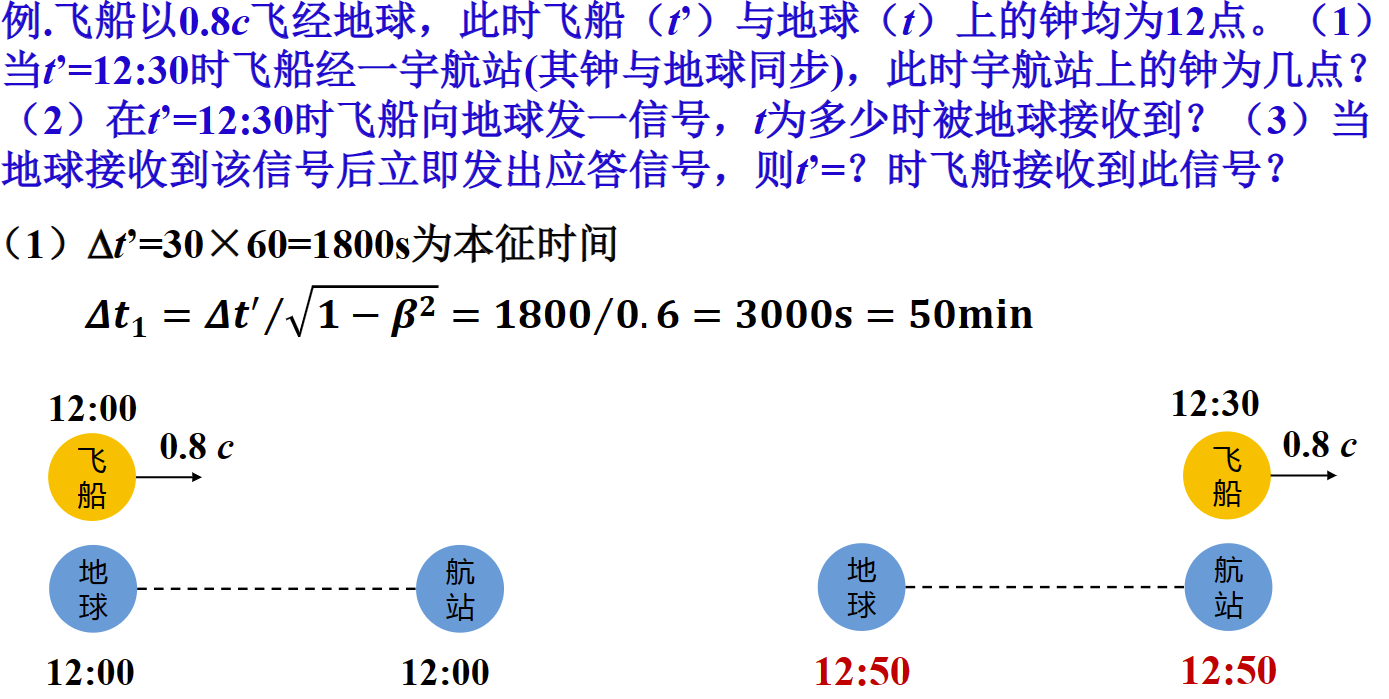 例.飞船以0.8c飞经地球，此时飞船（t’）与地球（t）上的钟均为12点。（1）
当t’=12:30时飞船经一宇航站(其钟与地球同步)，此时宇航站上的钟为几点？
（2）在t’=12:30时飞船向地球发一信号，t为多少时被地球接收到？（3）当
地球接收到该信号后立即发出应答信号，则t’=？时飞船接收到此信号？
（1）Δt’=30×60=1800s为本征时间
Δt₁ = Δt′/√(1 − β²) = 1800/0.6 = 3000s = 50min
12:00
12:30
0.8 c
0.8 c
飞
船
飞
船
地
球
航
站
地
球
航
站
12:00
12:00
12:50
12:50